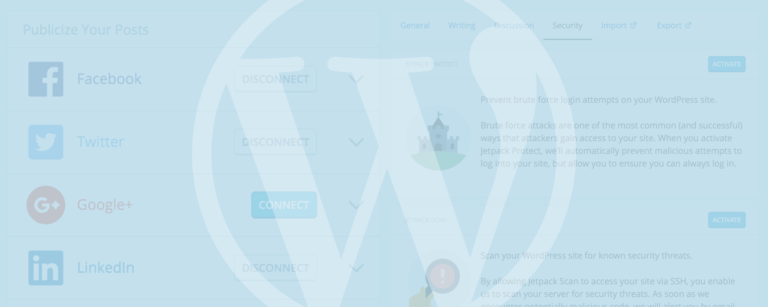 Publicize Your Posts
Facebook
DISCONNECT
Twitter
DISCONNECT
Google+
CONNECT
LinkedIn
DISCONNECT
General Writing Discussion Security Import Export
ACTIVATE
Prevent brute force login attempts on your WordPress site.
Brute force attacks are one of the most common (and successful)
ways that attackers gain access to your site. When you activate
Jetpack Protect, we'll automatically prevent malicious attempts to
log into your site, but allow you to ensure you can always log in.
ACTIVATE
Scan your WordPress site for known security threats.
By allowing Jetpack Scan to access your site via SSH, you enable
us to scan your server for security threats. As soon as we